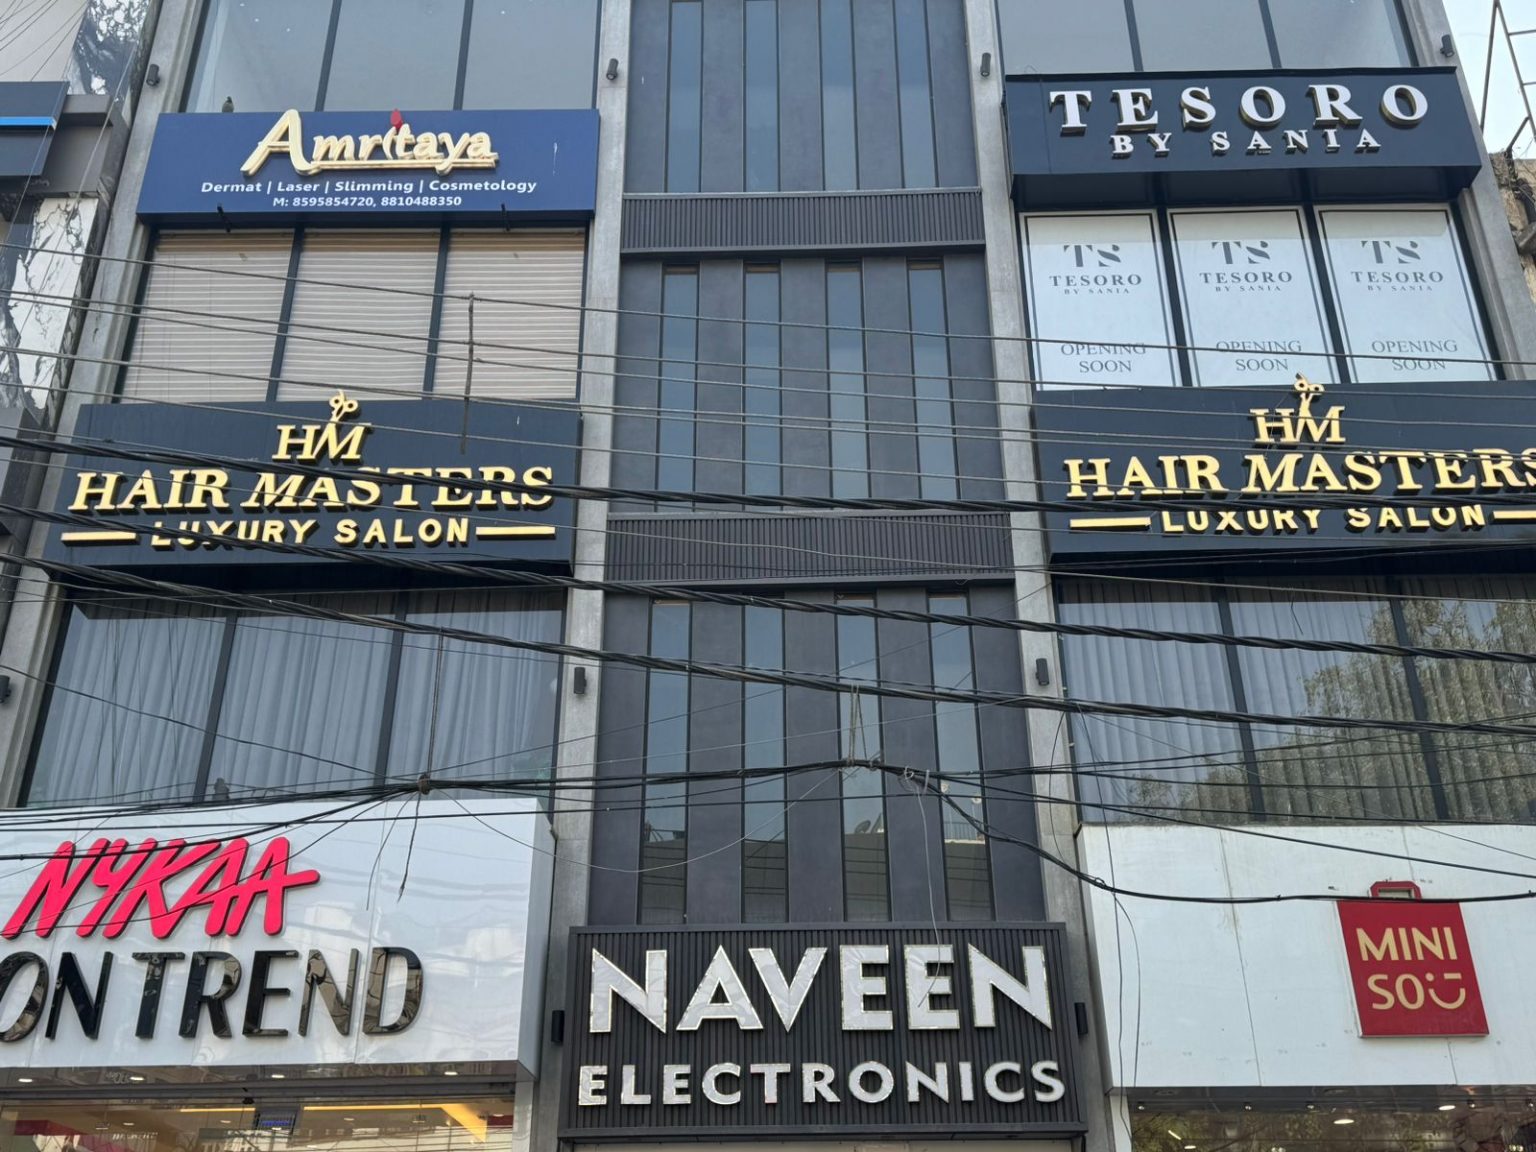 Amritaya
Dermat | Laser | Slimming | Cosmetology
M: 8595854720, 8810488350
TESORO
BY SANIA
TS
TESORO
BY SANIA
OPENING
SOON
TS
TESORO
BY SANIA
OPENING
SOON
TS
TESORO
BY SANIA
OPENING
SOON
HM
HAIR MASTERS
LUXURY SALON
HM
HAIR MASTERS
LUXURY SALON
NYKAA
ON TREND
NAVEEN
ELECTRONICS
MINI
SO